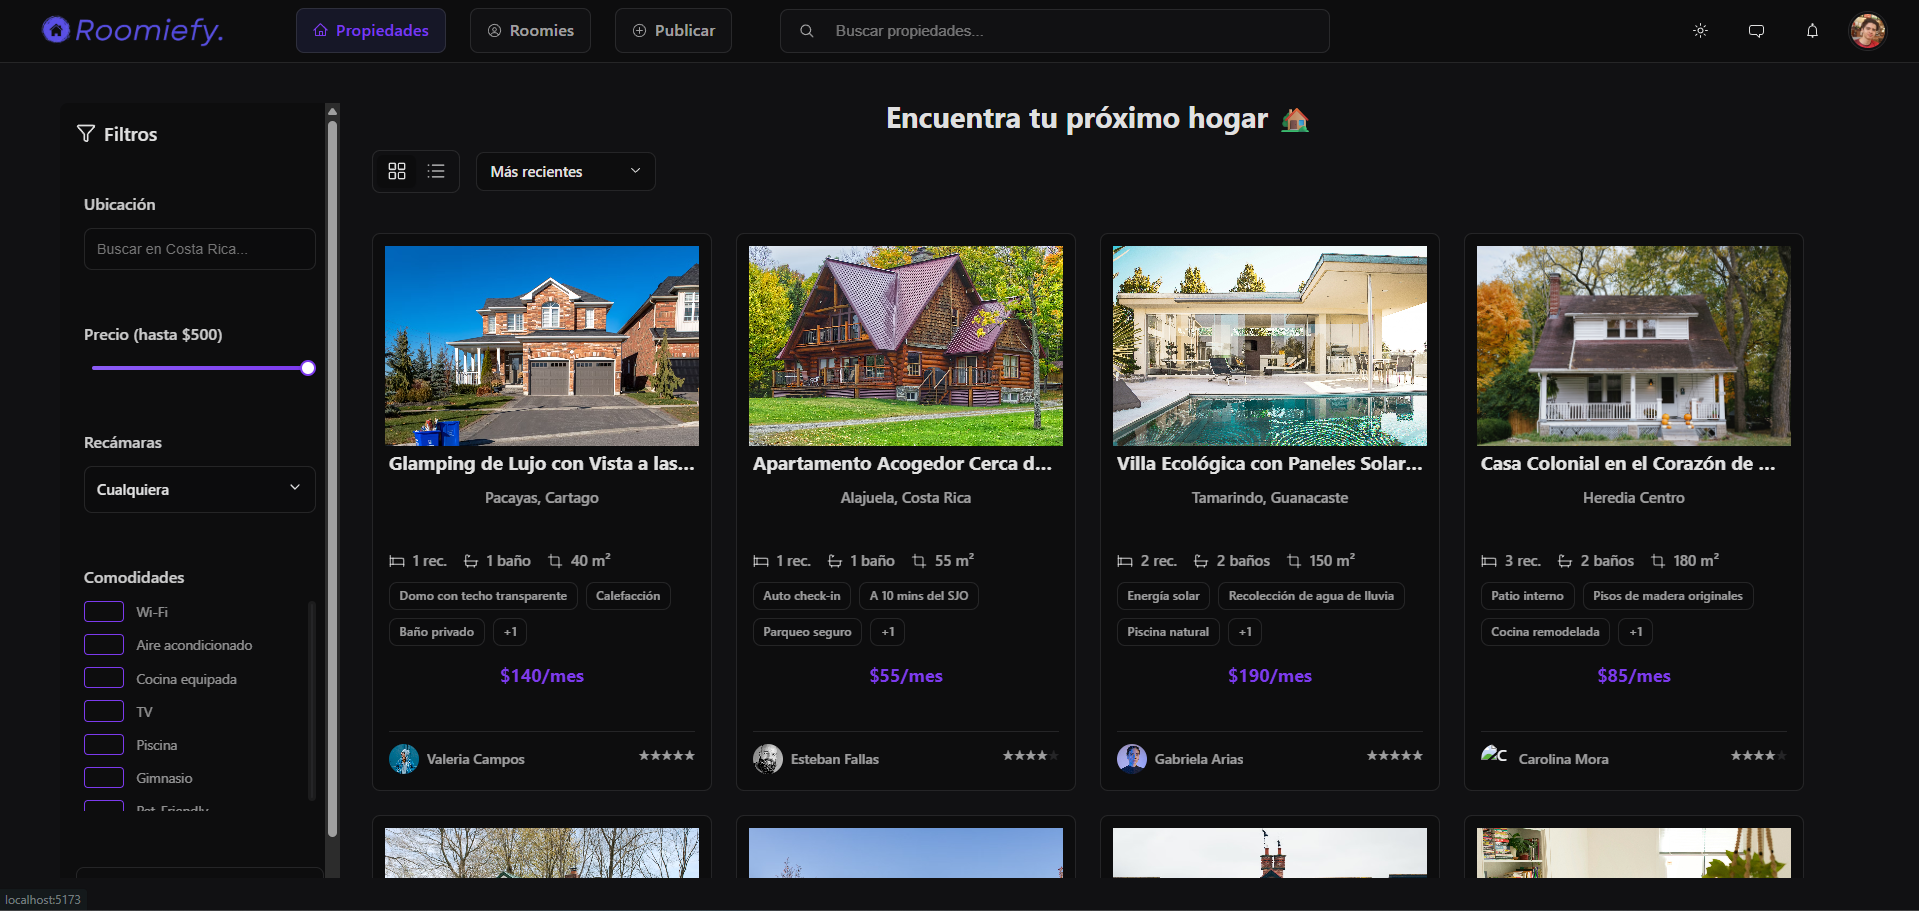 Roomiefy.
Propiedades
Roomies
Publicar
Buscar propiedades...
Filtros
Ubicación
Buscar en Costa Rica...
Precio (hasta $500)
Recámaras
Cualquiera
Comodidades
Wi-Fi
Aire acondicionado
Cocina equipada
TV
Piscina
Gimnasio
Pet-Friendly
Encuentra tu próximo hogar
Más recientes
Glamping de Lujo con Vista a las...
Pacayas, Cartago
1 rec. 1 baño 40 m²
Domo con techo transparente Calefacción
Baño privado +1
$140/mes
Valeria Campos ★★★★★
Apartamento Acogedor Cerca d...
Alajuela, Costa Rica
1 rec. 1 baño 55 m²
Auto check-in A 10 mins del SJO
Parqueo seguro +1
$55/mes
Esteban Fallas ★★★★★
Villa Ecológica con Paneles Solar...
Tamarindo, Guanacaste
2 rec. 2 baños 150 m²
Energía solar Recolección de agua de lluvia
Piscina natural +1
$190/mes
Gabriela Arias ★★★★★
Casa Colonial en el Corazón de ...
Heredia Centro
3 rec. 2 baños 180 m²
Patio interno Pisos de madera originales
Cocina remodelada +1
$85/mes
C Carolina Mora ★★★★★
localhost:5173